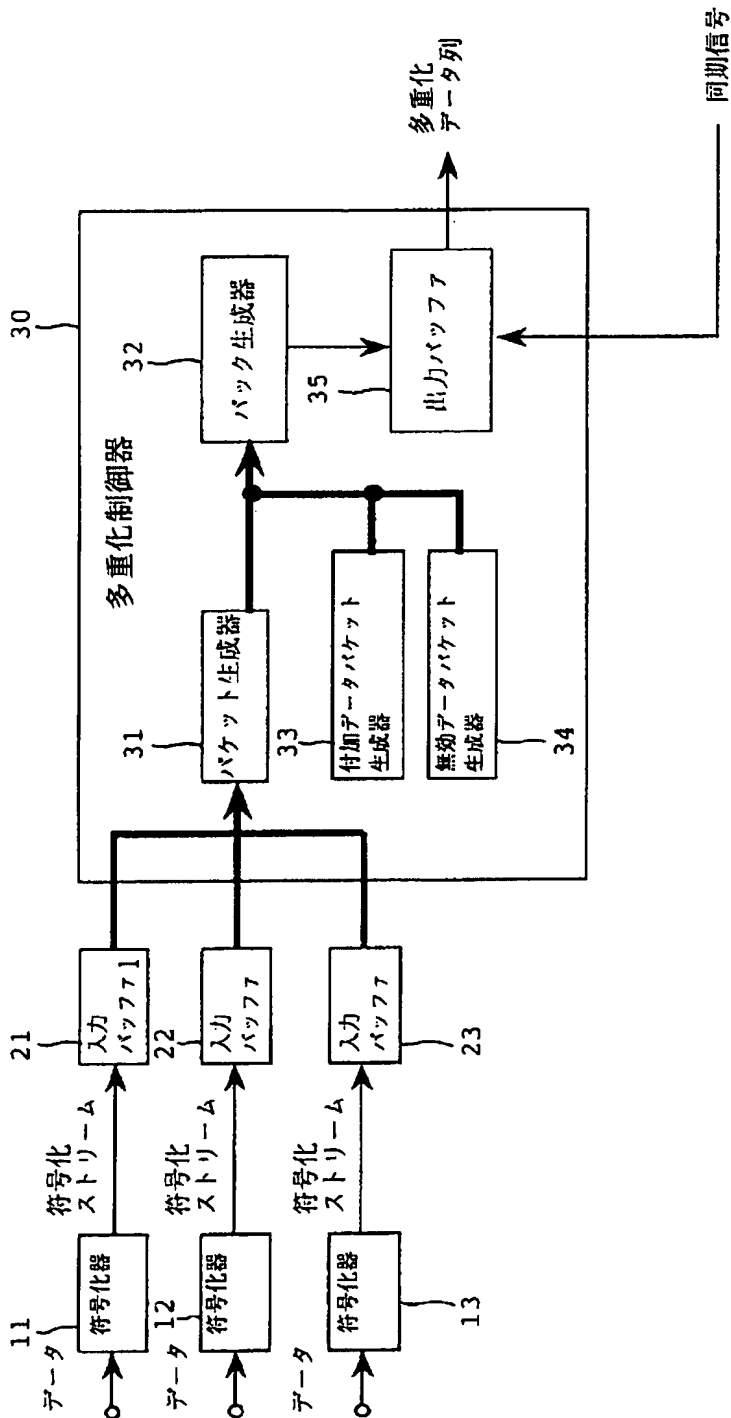 データ
11
符号化器
符号化
ストリーム
21
入力
バッファ1
データ
12
符号化器
符号化
ストリーム
22
入力
バッファ
データ
13
符号化器
符号化
ストリーム
23
入力
バッファ
30
多重化制御器
31
パケット生成器
32
パック生成器
33
付加データパケット
生成器
34
無効データパケット
生成器
35
出力バッファ
多重化
データ列
同期信号